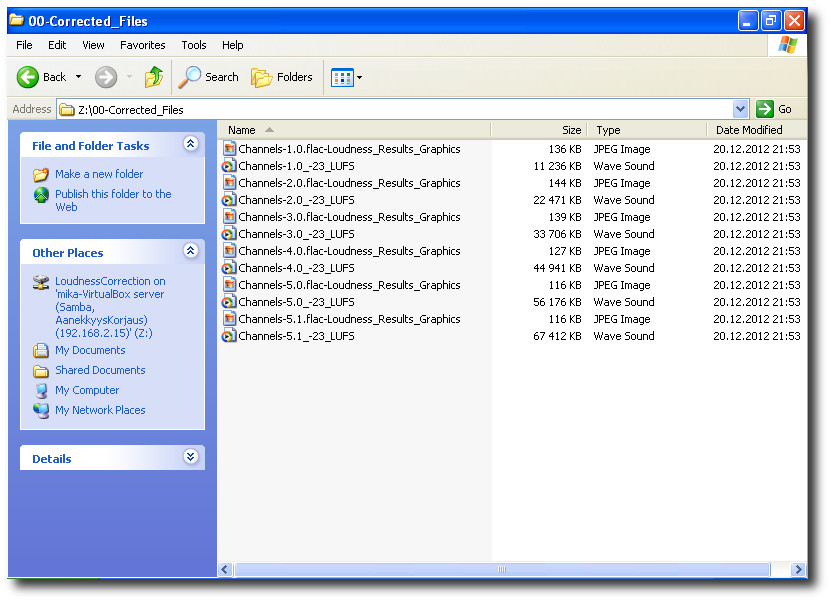 00-Corrected_Files
File Edit View Favorites Tools Help
Back Search Folders
Address Z:\00-Corrected_Files Go
File and Folder Tasks
Make a new folder
Publish this folder to the
Web
Other Places
LoudnessCorrection on
'mika-VirtualBox server
(Samba,
AanekkyysKorjaus)
(192.168.2.15)' (Z:)
My Documents
Shared Documents
My Computer
My Network Places
Details
Name Size Type Date Modified
Channels-1.0.flac-Loudness_Results_Graphics 136 KB JPEG Image 20.12.2012 21:53
Channels-1.0_-23_LUFS 11 236 KB Wave Sound 20.12.2012 21:53
Channels-2.0.flac-Loudness_Results_Graphics 144 KB JPEG Image 20.12.2012 21:53
Channels-2.0_-23_LUFS 22 471 KB Wave Sound 20.12.2012 21:53
Channels-3.0.flac-Loudness_Results_Graphics 139 KB JPEG Image 20.12.2012 21:53
Channels-3.0_-23_LUFS 33 706 KB Wave Sound 20.12.2012 21:53
Channels-4.0.flac-Loudness_Results_Graphics 127 KB JPEG Image 20.12.2012 21:53
Channels-4.0_-23_LUFS 44 941 KB Wave Sound 20.12.2012 21:53
Channels-5.0.flac-Loudness_Results_Graphics 116 KB JPEG Image 20.12.2012 21:53
Channels-5.0_-23_LUFS 56 176 KB Wave Sound 20.12.2012 21:53
Channels-5.1.flac-Loudness_Results_Graphics 116 KB JPEG Image 20.12.2012 21:53
Channels-5.1_-23_LUFS 67 412 KB Wave Sound 20.12.2012 21:53